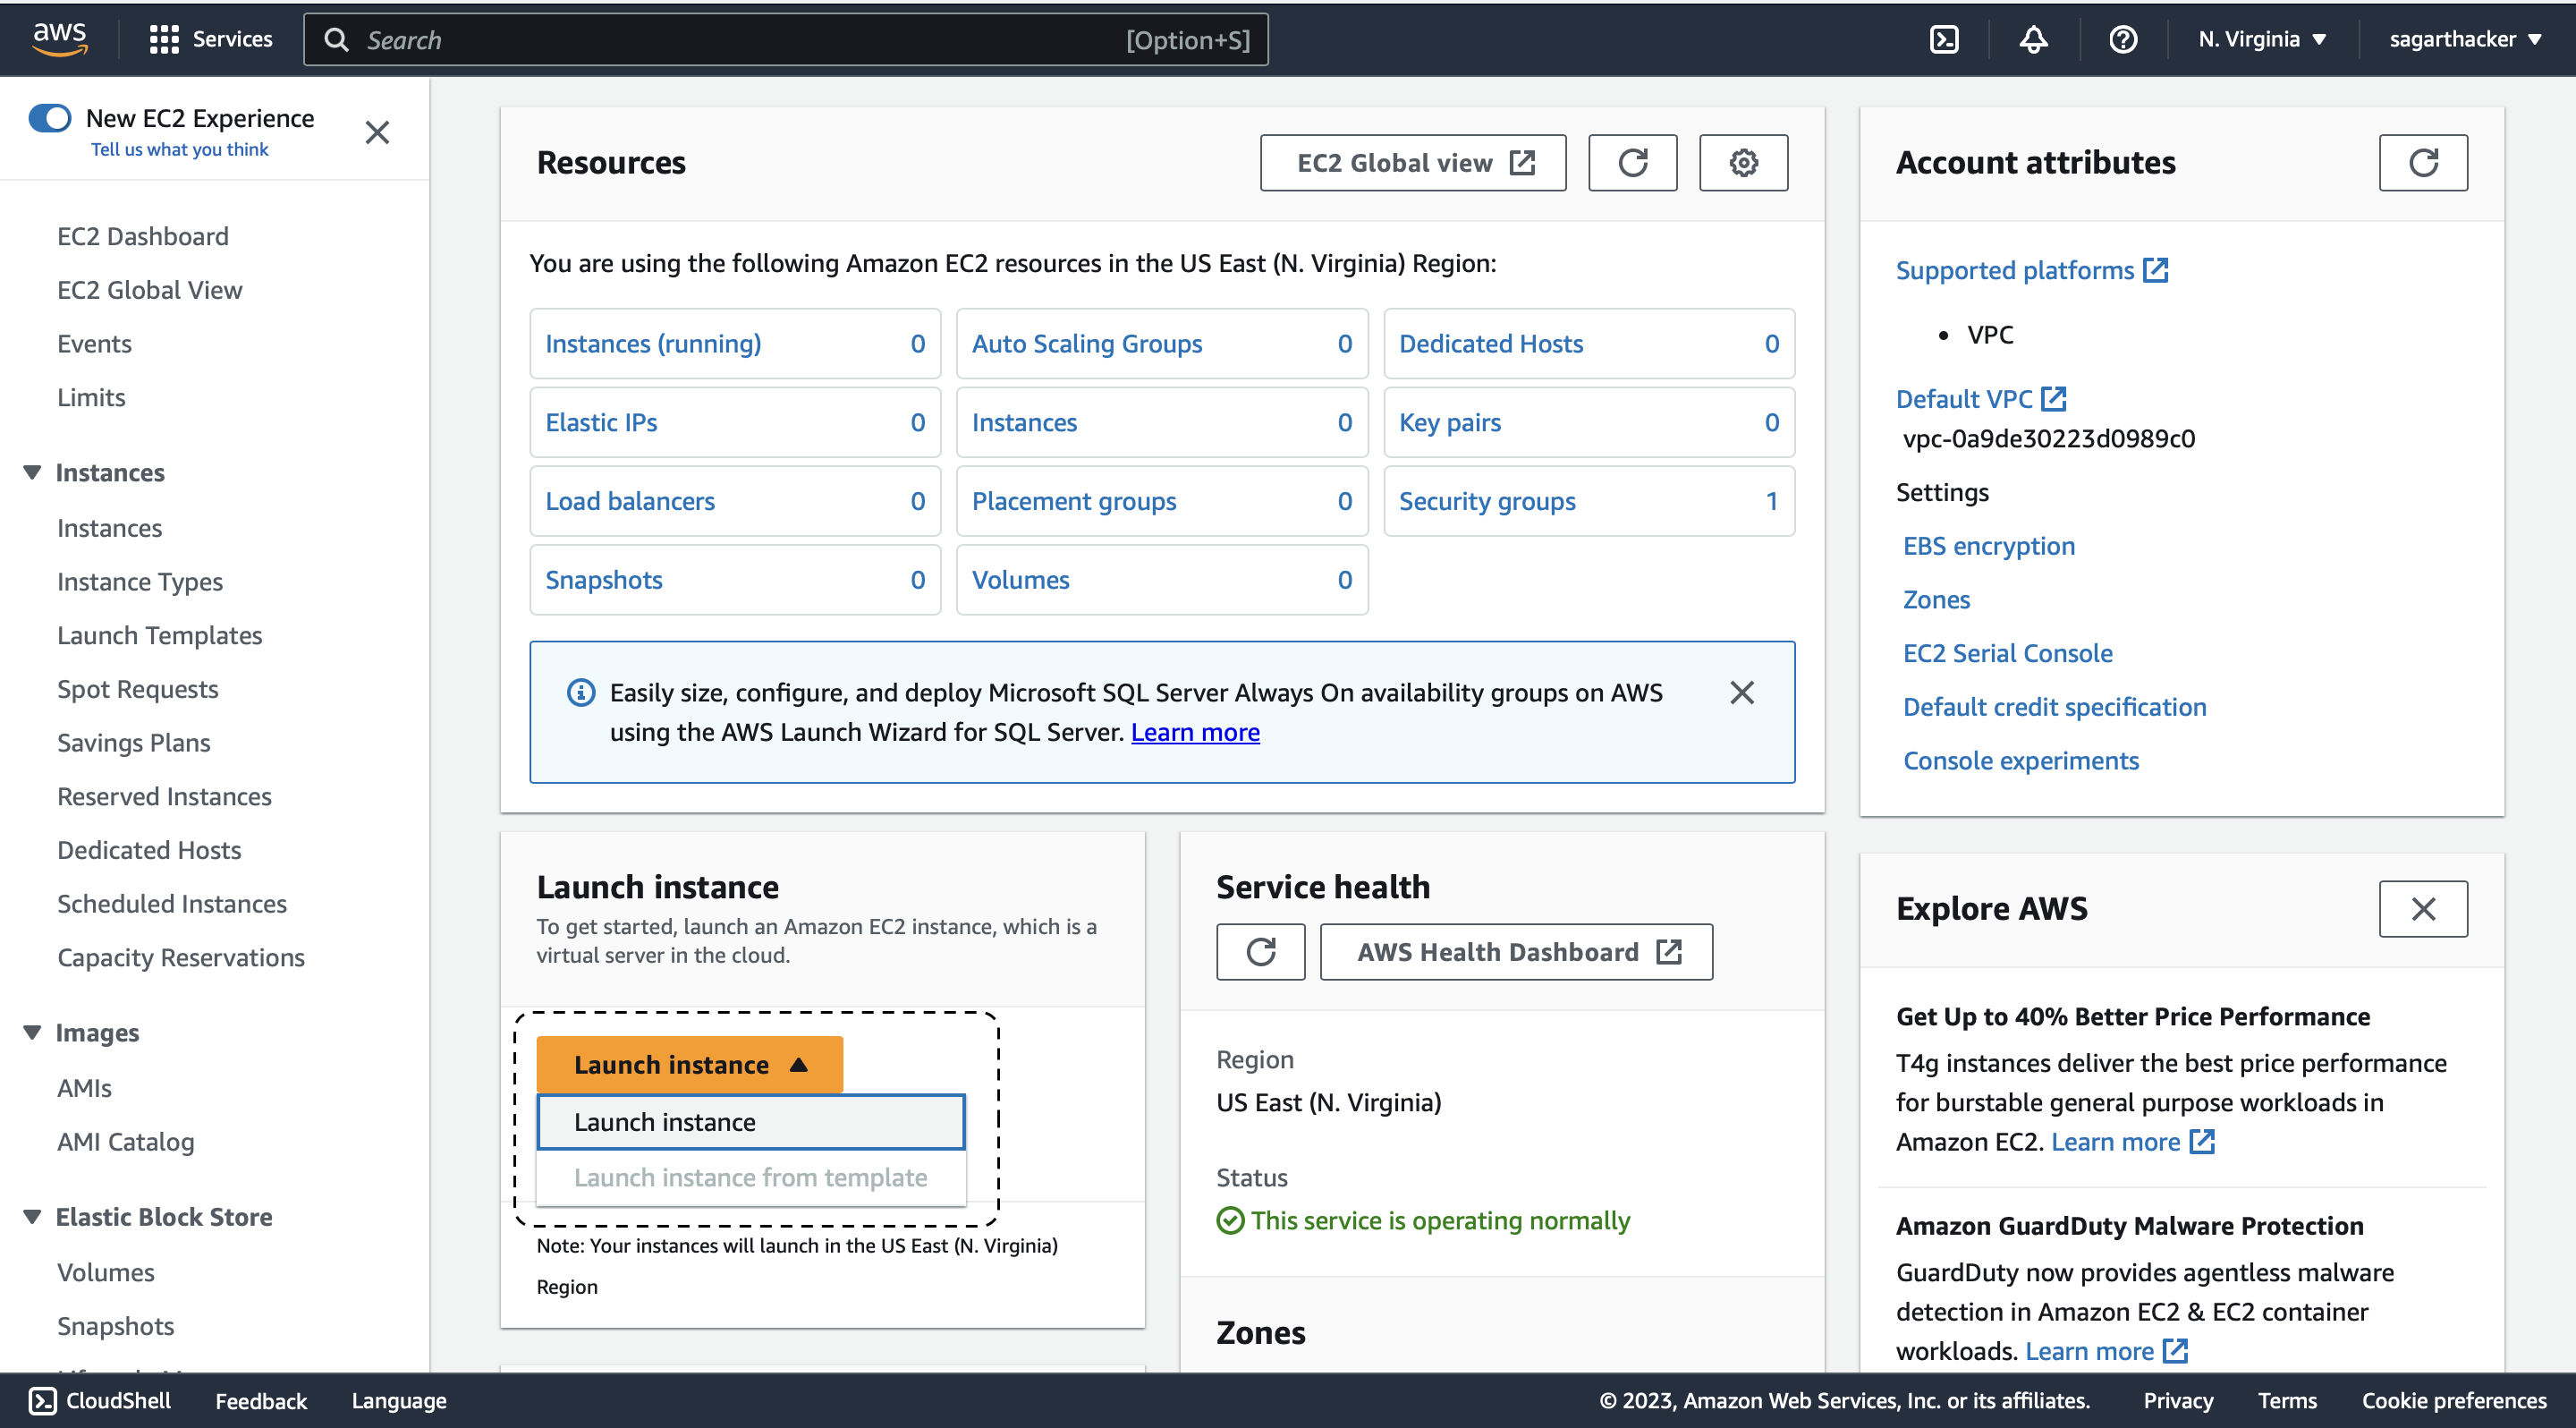 aws
Services
Search
[Option+S]
N. Virginia
sagarthacker
New EC2 Experience
Tell us what you think
EC2 Dashboard
EC2 Global View
Events
Limits
Instances
Instances
Instance Types
Launch Templates
Spot Requests
Savings Plans
Reserved Instances
Dedicated Hosts
Scheduled Instances
Capacity Reservations
Images
AMIs
AMI Catalog
Elastic Block Store
Volumes
Snapshots
Resources
EC2 Global view
You are using the following Amazon EC2 resources in the US East (N. Virginia) Region:
Instances (running) 0
Auto Scaling Groups 0
Dedicated Hosts 0
Elastic IPs 0
Instances 0
Key pairs 0
Load balancers 0
Placement groups 0
Security groups 1
Snapshots 0
Volumes 0
Easily size, configure, and deploy Microsoft SQL Server Always On availability groups on AWS
using the AWS Launch Wizard for SQL Server. Learn more
Launch instance
To get started, launch an Amazon EC2 instance, which is a
virtual server in the cloud.
Launch instance
Launch instance
Launch instance from template
Note: Your instances will launch in the US East (N. Virginia)
Region
Service health
AWS Health Dashboard
Region
US East (N. Virginia)
Status
This service is operating normally
Zones
Account attributes
Supported platforms
• VPC
Default VPC
vpc-0a9de30223d0989c0
Settings
EBS encryption
Zones
EC2 Serial Console
Default credit specification
Console experiments
Explore AWS
Get Up to 40% Better Price Performance
T4g instances deliver the best price performance
for burstable general purpose workloads in
Amazon EC2. Learn more
Amazon GuardDuty Malware Protection
GuardDuty now provides agentless malware
detection in Amazon EC2 & EC2 container
workloads. Learn more
CloudShell
Feedback
Language
© 2023, Amazon Web Services, Inc. or its affiliates.
Privacy
Terms
Cookie preferences